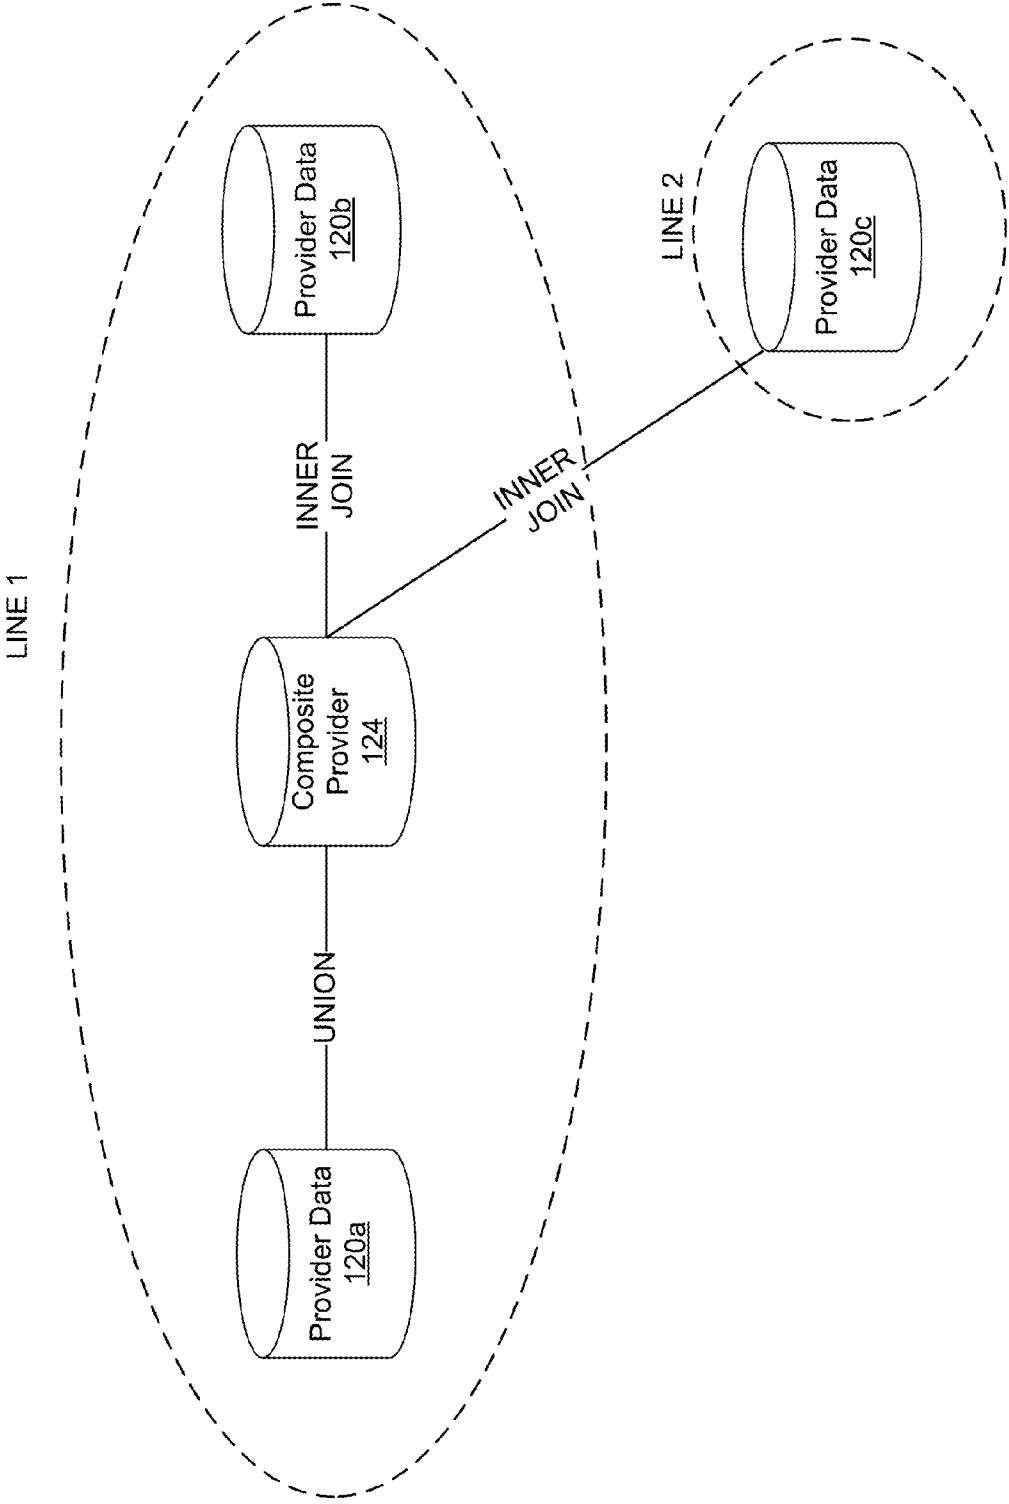 LINE 1
Provider Data
120a
UNION
Composite
Provider
124
INNER
JOIN
Provider Data
120b
INNER
JOIN
LINE 2
Provider Data
120c